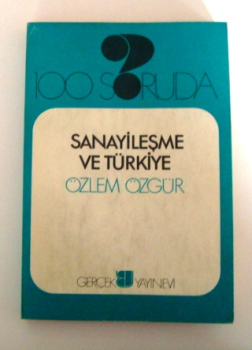 100 SORUDA
SANAYİLEŞME
VE TÜRKİYE
ÖZLEM ÖZGÜR
GERÇEK YAYINEVİ